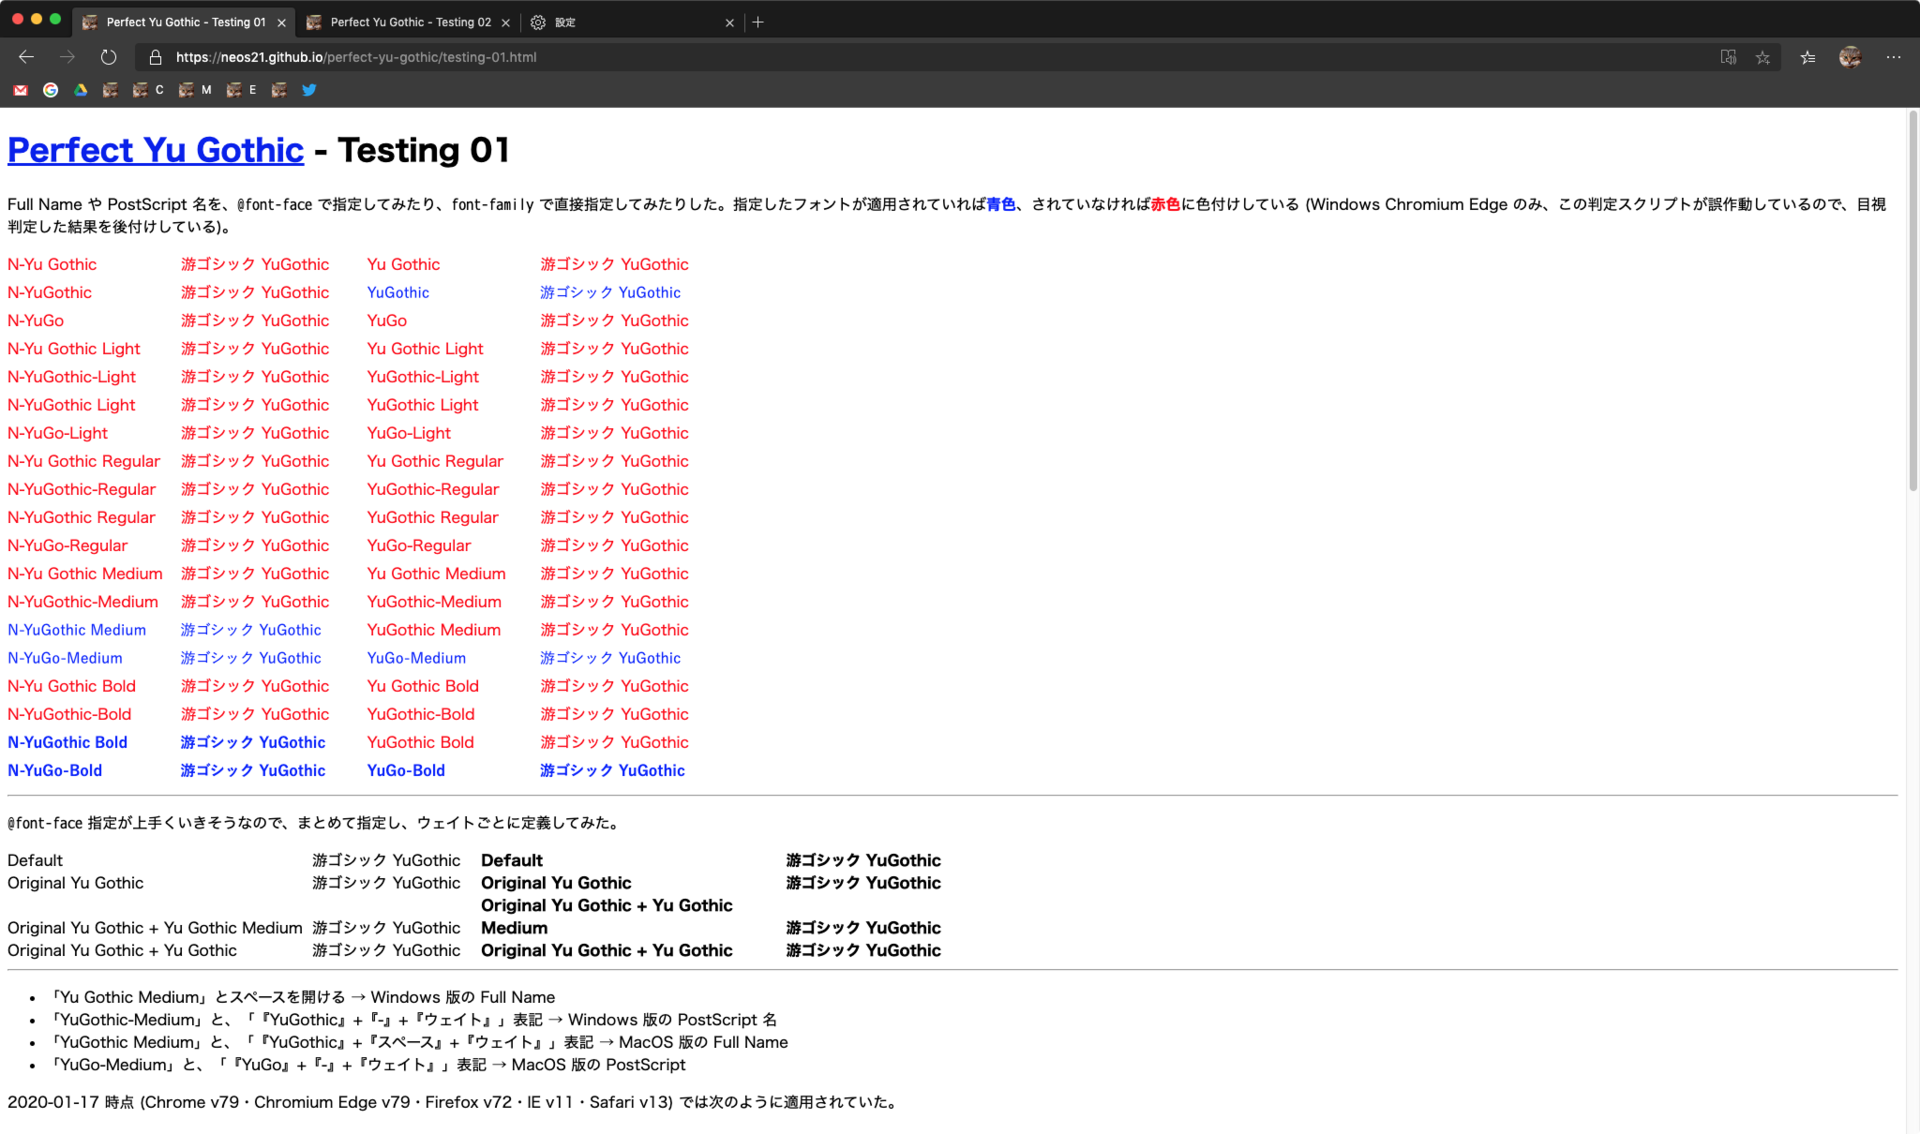 Perfect Yu Gothic - Testing 01
Perfect Yu Gothic - Testing 02
設定
https://neos21.github.io/perfect-yu-gothic/testing-01.html
C M E
Perfect Yu Gothic - Testing 01
Full Name や PostScript 名を、@font-face で指定してみたり、font-family で直接指定してみたりした。指定したフォントが適用されていれば青色、されていなければ赤色に色付けしている (Windows Chromium Edge のみ、この判定スクリプトが誤作動しているので、目視
判定した結果を後付けしている)。
N-Yu Gothic 游ゴシック YuGothic Yu Gothic 游ゴシック YuGothic
N-YuGothic 游ゴシック YuGothic YuGothic 游ゴシック YuGothic
N-YuGo 游ゴシック YuGothic YuGo 游ゴシック YuGothic
N-Yu Gothic Light 游ゴシック YuGothic Yu Gothic Light 游ゴシック YuGothic
N-YuGothic-Light 游ゴシック YuGothic YuGothic-Light 游ゴシック YuGothic
N-YuGothic Light 游ゴシック YuGothic YuGothic Light 游ゴシック YuGothic
N-YuGo-Light 游ゴシック YuGothic YuGo-Light 游ゴシック YuGothic
N-Yu Gothic Regular 游ゴシック YuGothic Yu Gothic Regular 游ゴシック YuGothic
N-YuGothic-Regular 游ゴシック YuGothic YuGothic-Regular 游ゴシック YuGothic
N-YuGothic Regular 游ゴシック YuGothic YuGothic Regular 游ゴシック YuGothic
N-YuGo-Regular 游ゴシック YuGothic YuGo-Regular 游ゴシック YuGothic
N-Yu Gothic Medium 游ゴシック YuGothic Yu Gothic Medium 游ゴシック YuGothic
N-YuGothic-Medium 游ゴシック YuGothic YuGothic-Medium 游ゴシック YuGothic
N-YuGothic Medium 游ゴシック YuGothic YuGothic Medium 游ゴシック YuGothic
N-YuGo-Medium 游ゴシック YuGothic YuGo-Medium 游ゴシック YuGothic
N-Yu Gothic Bold 游ゴシック YuGothic Yu Gothic Bold 游ゴシック YuGothic
N-YuGothic-Bold 游ゴシック YuGothic YuGothic-Bold 游ゴシック YuGothic
N-YuGothic Bold 游ゴシック YuGothic YuGothic Bold 游ゴシック YuGothic
N-YuGo-Bold 游ゴシック YuGothic YuGo-Bold 游ゴシック YuGothic
@font-face 指定が上手くいきそうなので、まとめて指定し、ウェイトごとに定義してみた。
Default 游ゴシック YuGothic Default 游ゴシック YuGothic
Original Yu Gothic 游ゴシック YuGothic Original Yu Gothic 游ゴシック YuGothic
Original Yu Gothic + Yu Gothic
Original Yu Gothic + Yu Gothic Medium 游ゴシック YuGothic Medium 游ゴシック YuGothic
Original Yu Gothic + Yu Gothic 游ゴシック YuGothic Original Yu Gothic + Yu Gothic 游ゴシック YuGothic
• 「Yu Gothic Medium」とスペースを開ける → Windows 版の Full Name
• 「YuGothic-Medium」と、「『YuGothic』+『-』+『ウェイト』」表記 → Windows 版の PostScript 名
• 「YuGothic Medium」と、「『YuGothic』+『スペース』+『ウェイト』」表記 → MacOS 版の Full Name
• 「YuGo-Medium」と、「『YuGo』+『-』+『ウェイト』」表記 → MacOS 版の PostScript
2020-01-17 時点 (Chrome v79・Chromium Edge v79・Firefox v72・IE v11・Safari v13) では次のように適用されていた。